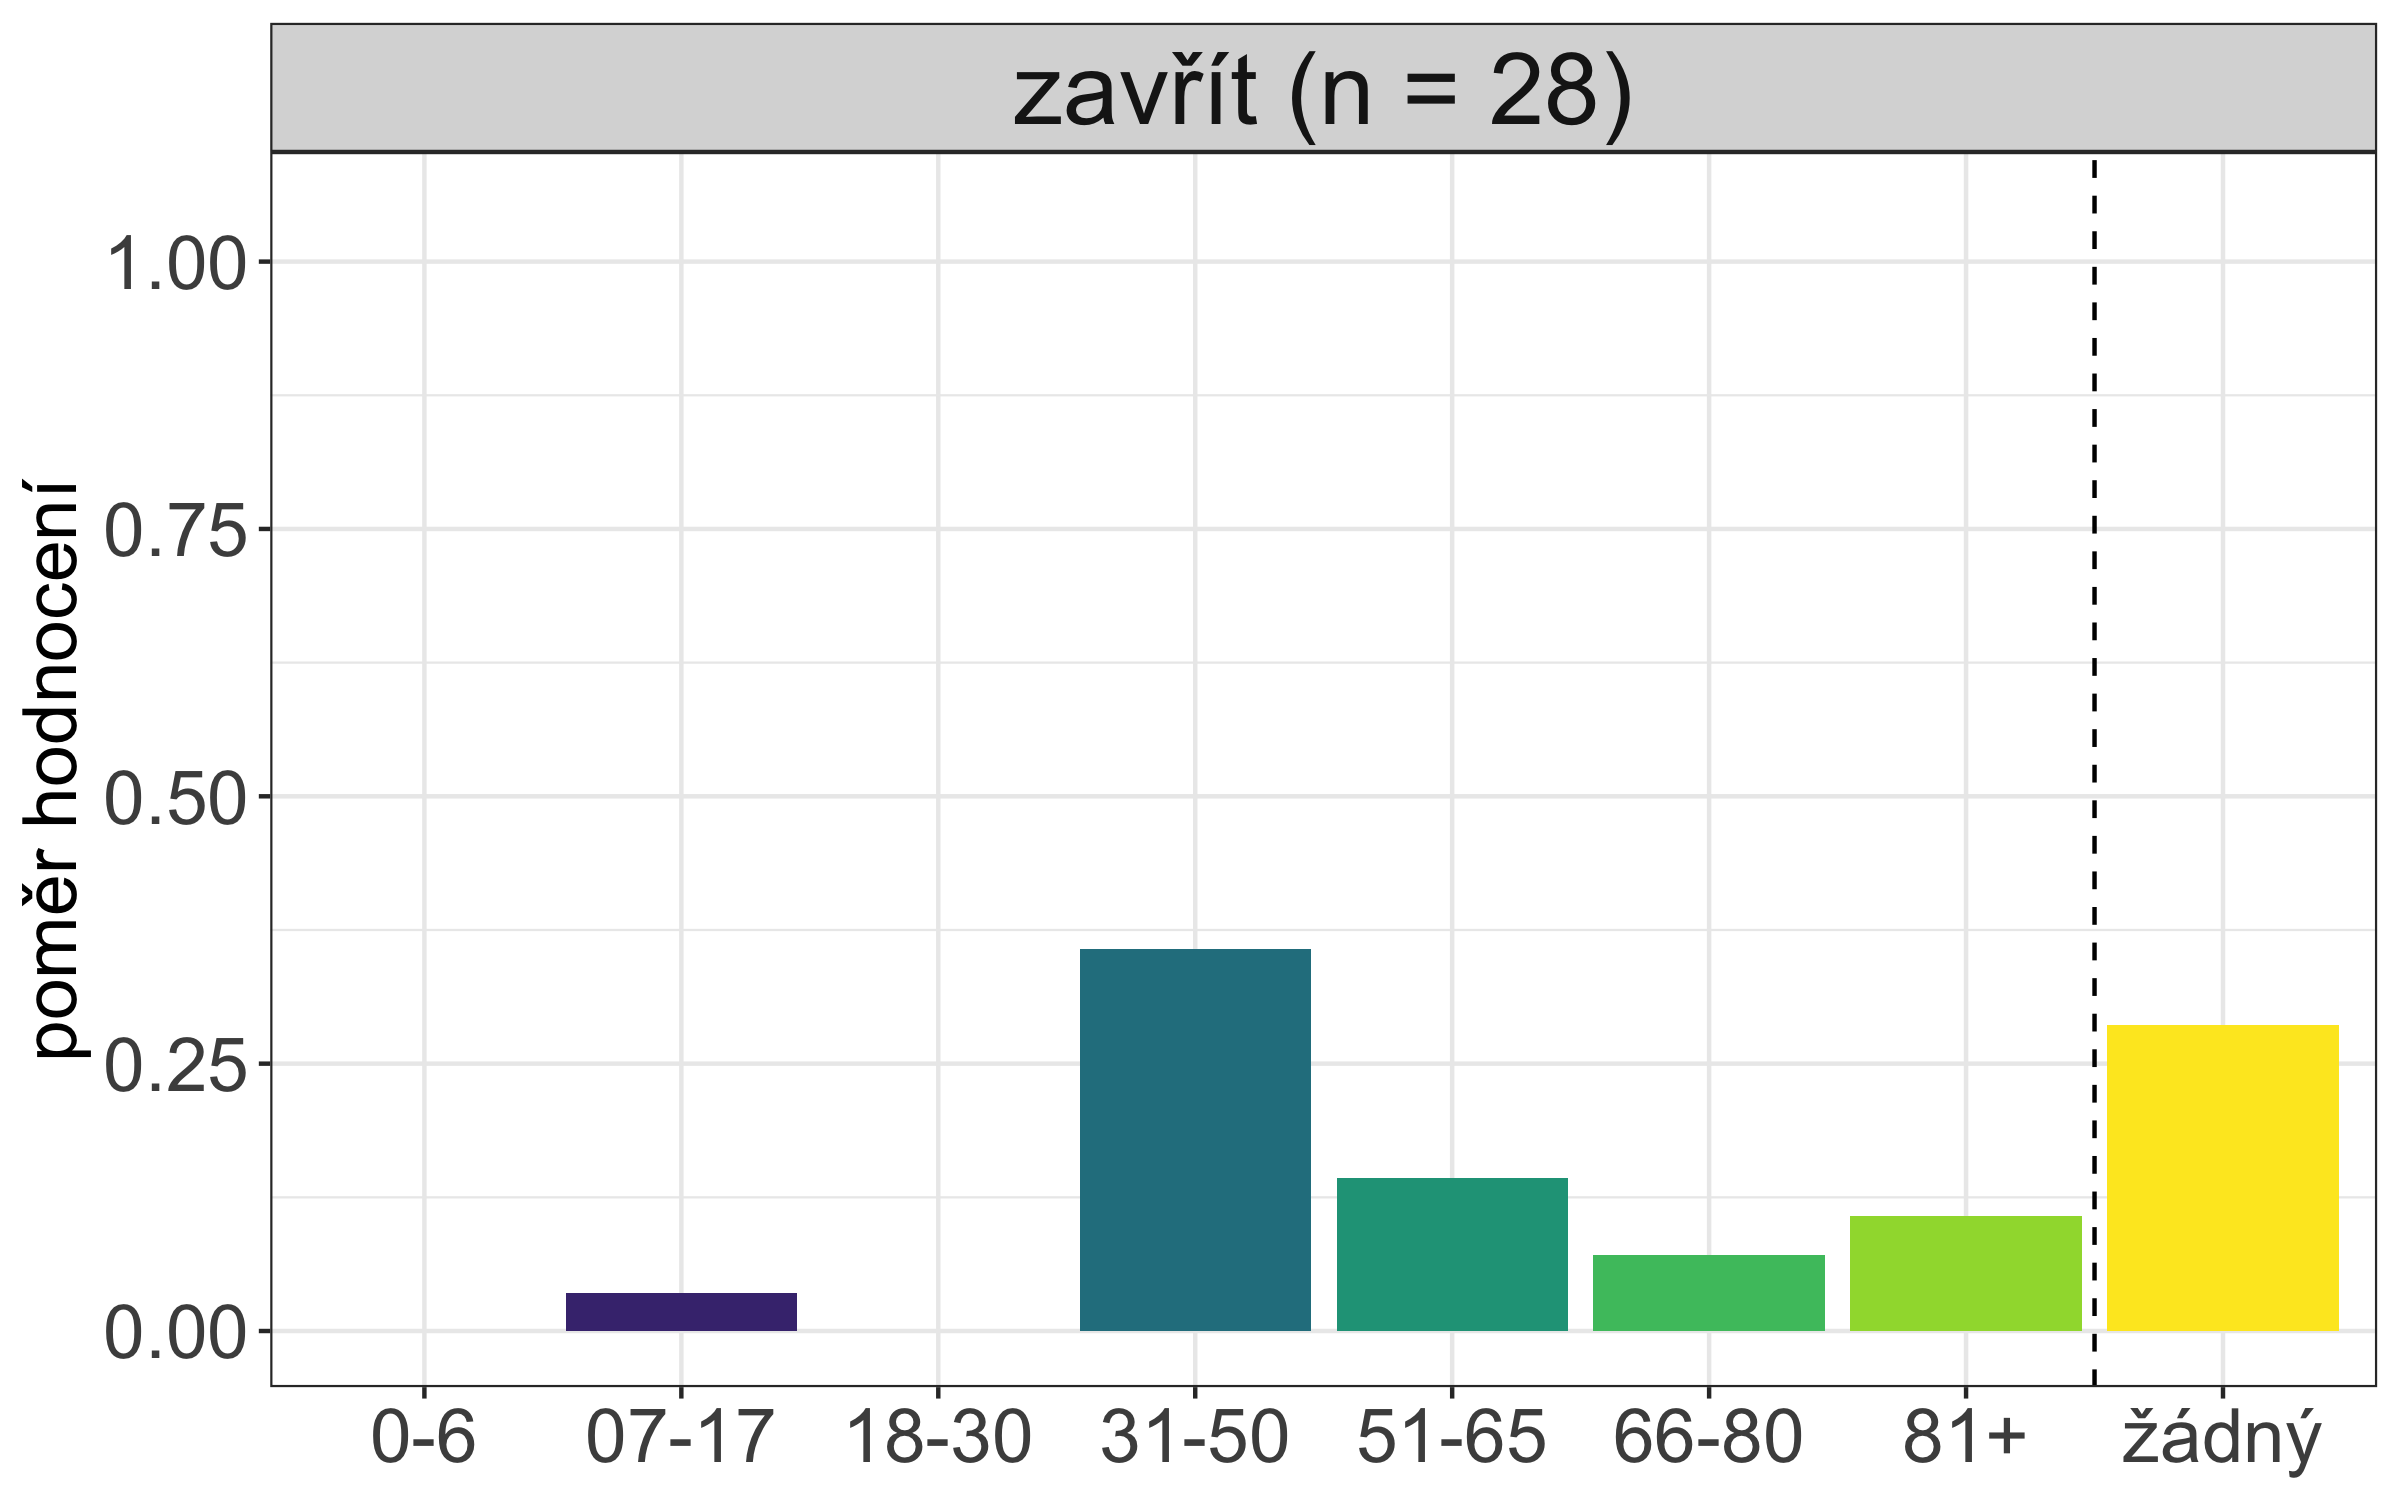 zavřít (n = 28)
poměr hodnocení
1.00
0.75
0.50
0.25
0.00
0-6 07-17 18-30 31-50 51-65 66-80 81+ žádný